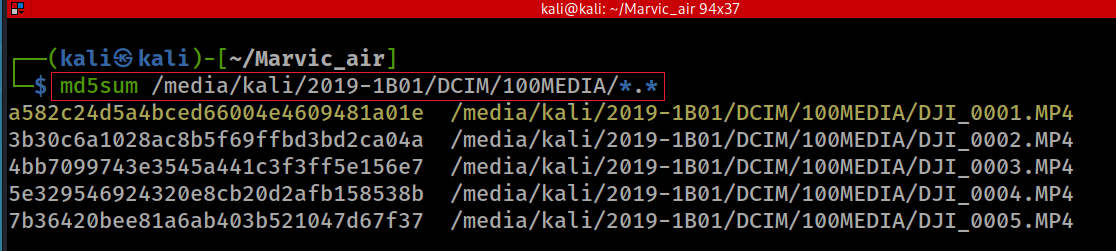 kali@kali: ~/Marvic_air 94x37
┌──(kali㉿kali)-[~/Marvic_air]
└─$ md5sum /media/kali/2019-1B01/DCIM/100MEDIA/*.*
a582c24d5a4bced66004e4609481a01e  /media/kali/2019-1B01/DCIM/100MEDIA/DJI_0001.MP4
3b30c6a1028ac8b5f69ffbd3bd2ca04a  /media/kali/2019-1B01/DCIM/100MEDIA/DJI_0002.MP4
4bb7099743e3545a441c3f3ff5e156e7  /media/kali/2019-1B01/DCIM/100MEDIA/DJI_0003.MP4
5e329546924320e8cb20d2afb158538b  /media/kali/2019-1B01/DCIM/100MEDIA/DJI_0004.MP4
7b36420bee81a6ab403b521047d67f37  /media/kali/2019-1B01/DCIM/100MEDIA/DJI_0005.MP4